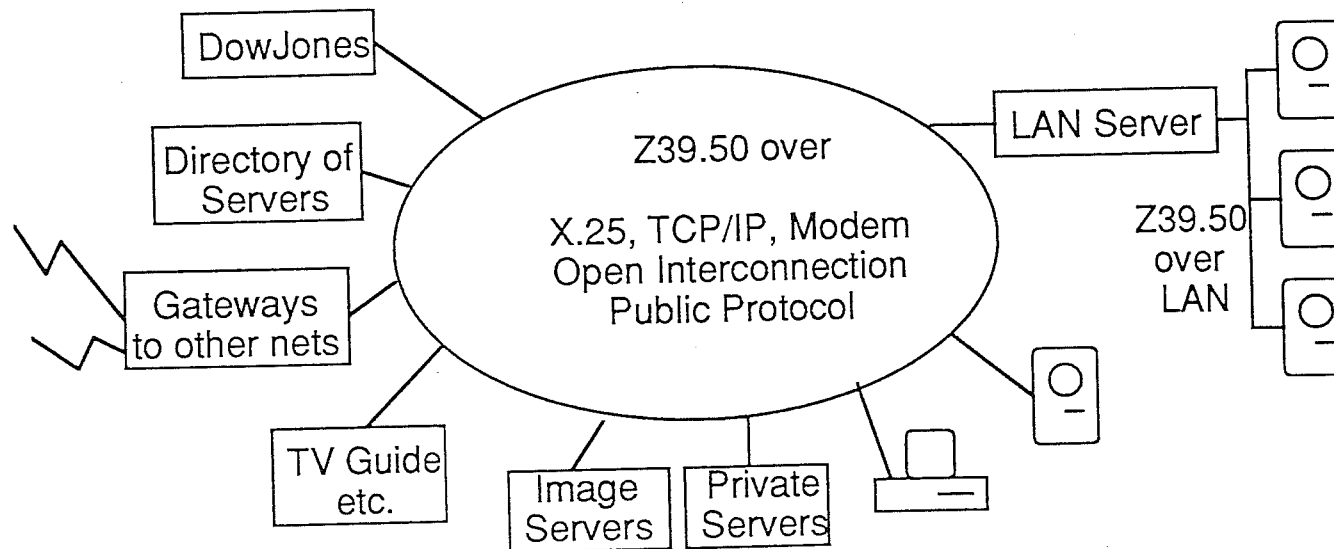 DowJones
Directory of
Servers
Gateways
to other nets
TV Guide
etc.
Image
Servers
Private
Servers
Z39.50 over
X.25, TCP/IP, Modem
Open Interconnection
Public Protocol
LAN Server
Z39.50
over
LAN